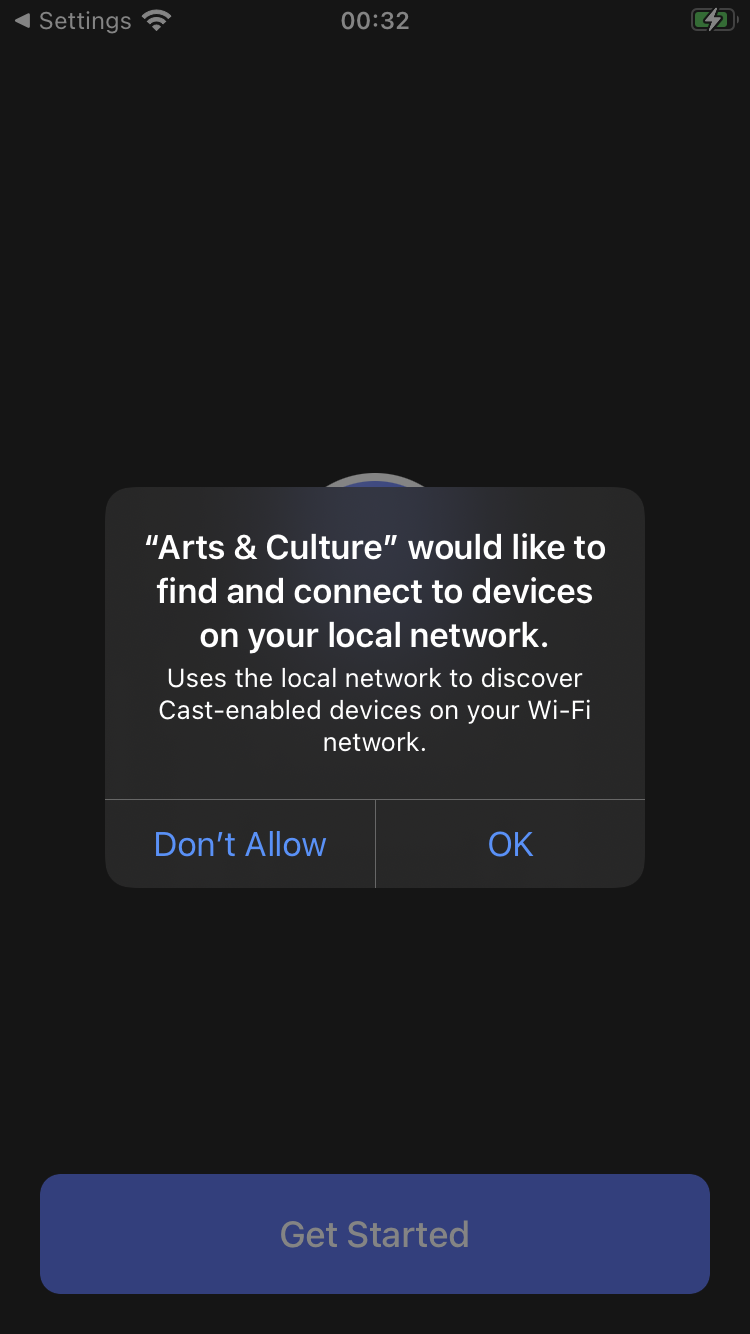 Settings
00:32
“Arts & Culture” would like to
find and connect to devices
on your local network.
Uses the local network to discover
Cast-enabled devices on your Wi-Fi
network.
Don’t Allow
OK
Get Started